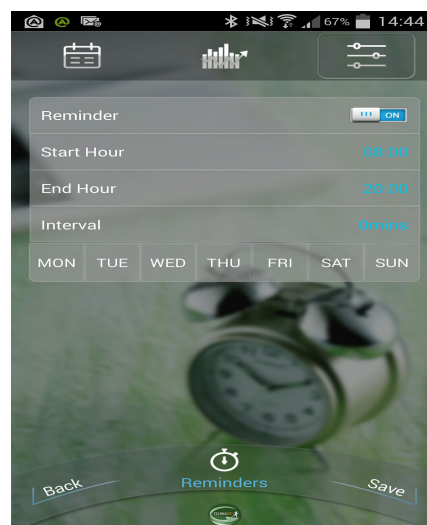 67% 14:44
Reminder ON
Start Hour 08:00
End Hour 20:00
Interval 0mins
MON TUE WED THU FRI SAT SUN
Back Reminders Save